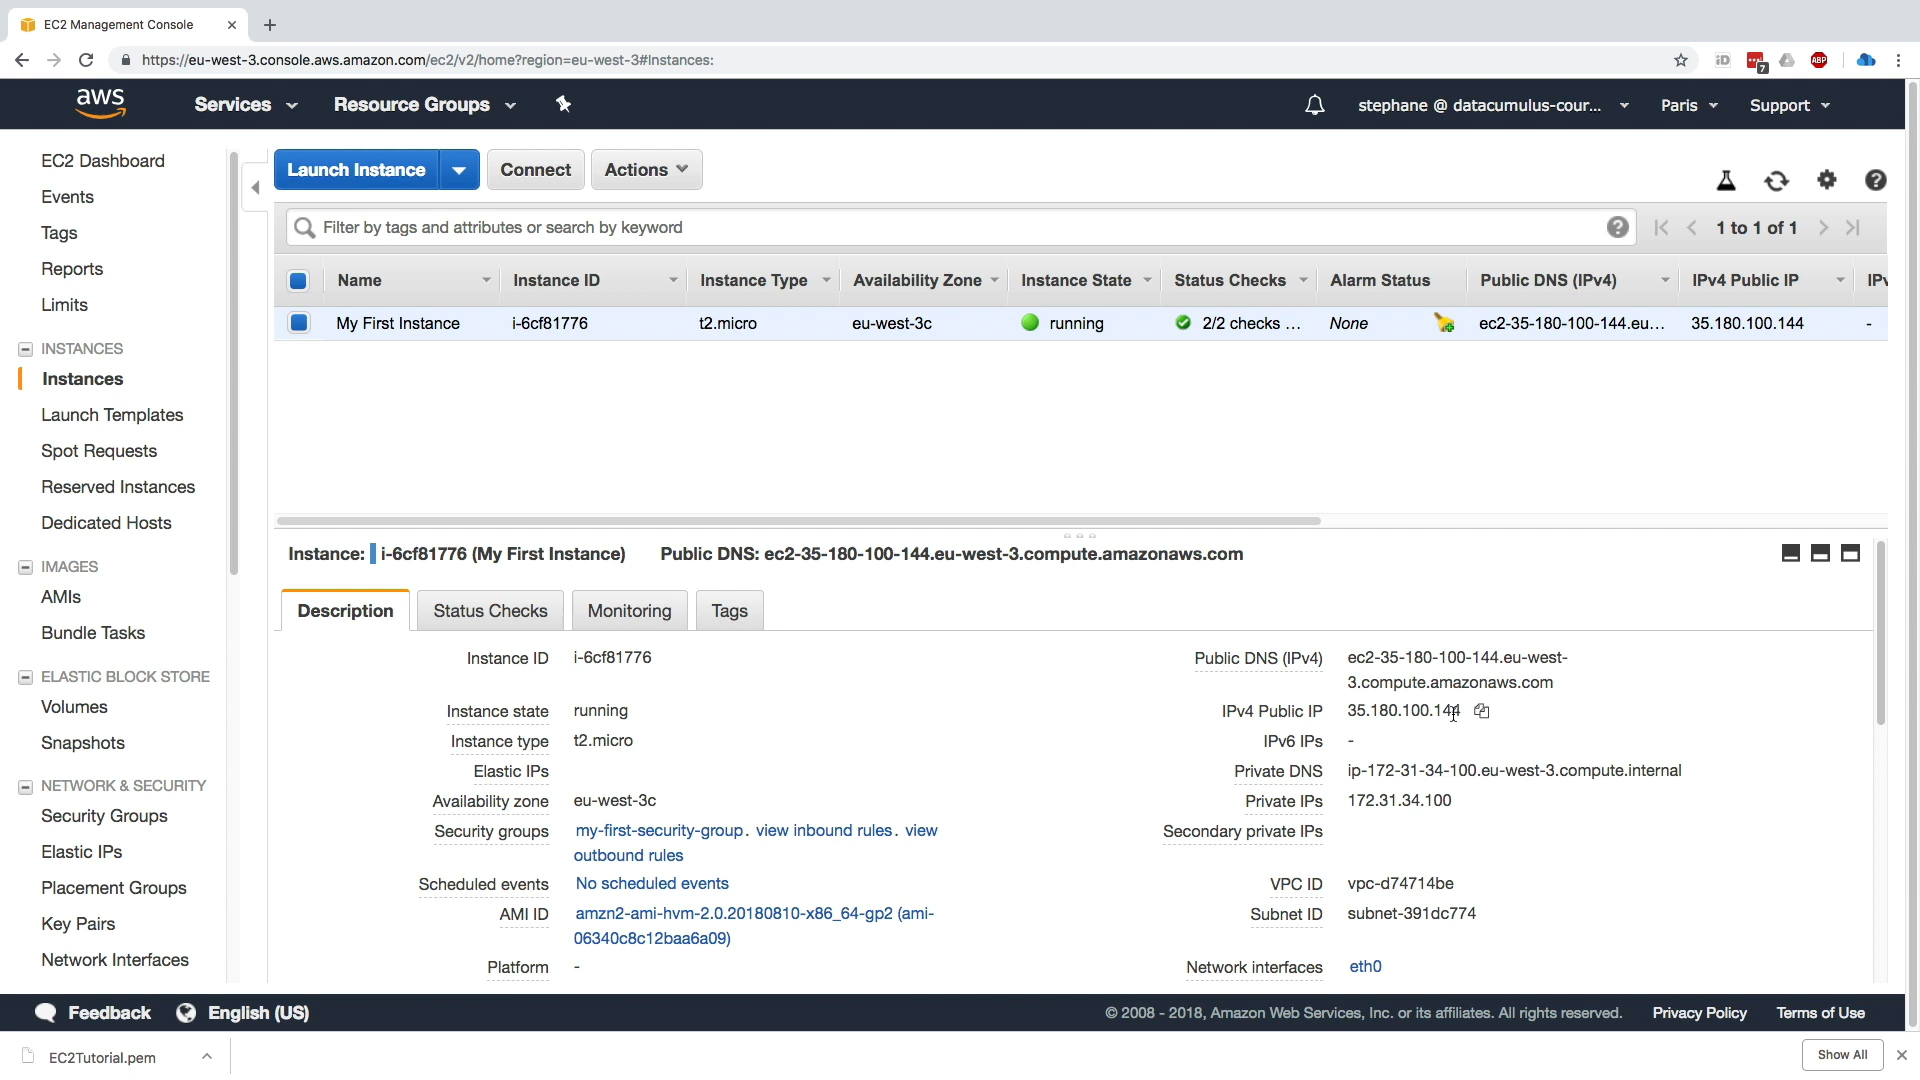 EC2 Management Console
https://eu-west-3.console.aws.amazon.com/ec2/v2/home?region=eu-west-3#Instances:
iD
7
ABP
aws
Services
Resource Groups
stephane @ datacumulus-cour...
Paris
Support
EC2 Dashboard
Events
Tags
Reports
Limits
INSTANCES
Instances
Launch Templates
Spot Requests
Reserved Instances
Dedicated Hosts
IMAGES
AMIs
Bundle Tasks
ELASTIC BLOCK STORE
Volumes
Snapshots
NETWORK & SECURITY
Security Groups
Elastic IPs
Placement Groups
Key Pairs
Network Interfaces
Launch Instance
Connect
Actions
Filter by tags and attributes or search by keyword
1 to 1 of 1
Name Instance ID Instance Type Availability Zone Instance State Status Checks Alarm Status Public DNS (IPv4) IPv4 Public IP IPv
My First Instance i-6cf81776 t2.micro eu-west-3c running 2/2 checks ... None ec2-35-180-100-144.eu... 35.180.100.144 -
Instance: i-6cf81776 (My First Instance) Public DNS: ec2-35-180-100-144.eu-west-3.compute.amazonaws.com
Description
Status Checks
Monitoring
Tags
Instance ID i-6cf81776
Instance state running
Instance type t2.micro
Elastic IPs
Availability zone eu-west-3c
Security groups my-first-security-group. view inbound rules. view
outbound rules
Scheduled events No scheduled events
AMI ID amzn2-ami-hvm-2.0.20180810-x86_64-gp2 (ami-
06340c8c12baa6a09)
Platform -
Public DNS (IPv4) ec2-35-180-100-144.eu-west-
3.compute.amazonaws.com
IPv4 Public IP 35.180.100.144
IPv6 IPs -
Private DNS ip-172-31-34-100.eu-west-3.compute.internal
Private IPs 172.31.34.100
Secondary private IPs
VPC ID vpc-d74714be
Subnet ID subnet-391dc774
Network interfaces eth0
Feedback
English (US)
© 2008 - 2018, Amazon Web Services, Inc. or its affiliates. All rights reserved.
Privacy Policy
Terms of Use
EC2Tutorial.pem
Show All